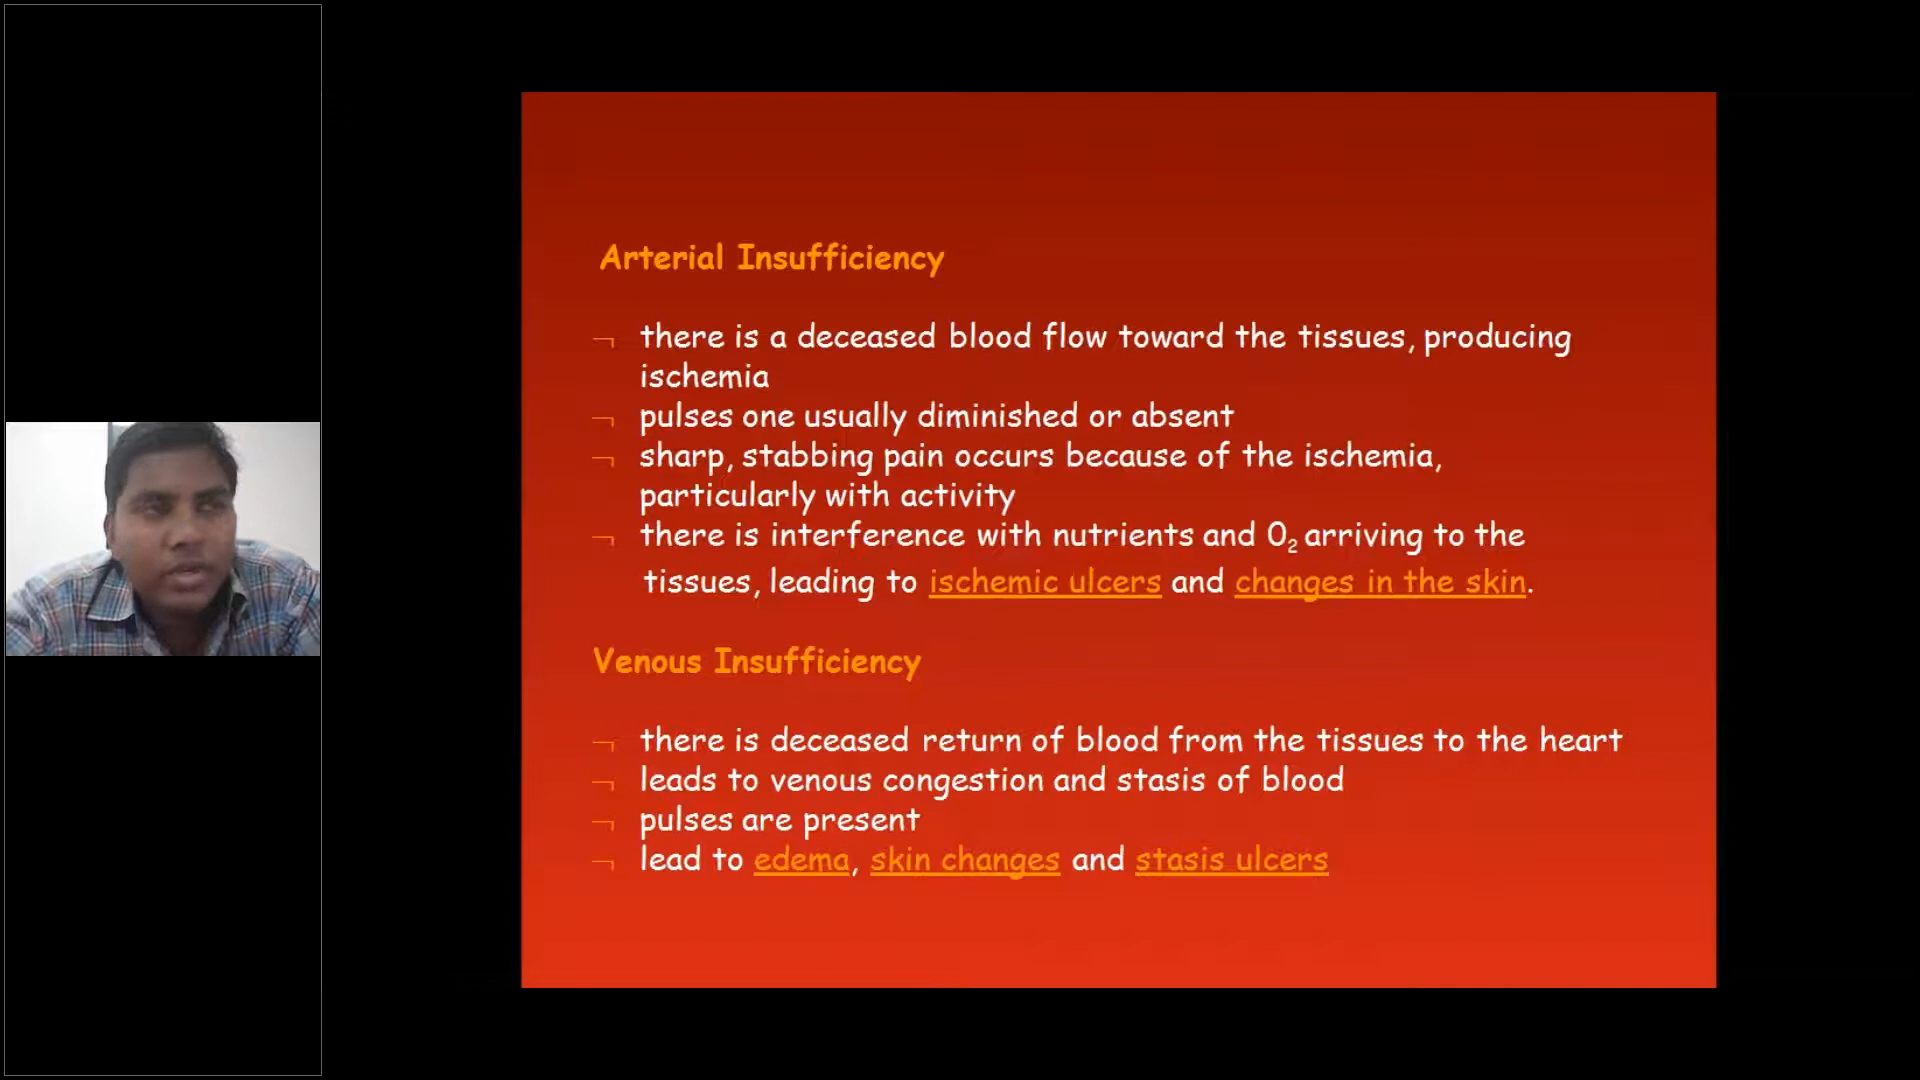 Arterial Insufficiency
there is a deceased blood flow toward the tissues, producing
ischemia
pulses one usually diminished or absent
sharp, stabbing pain occurs because of the ischemia,
particularly with activity
there is interference with nutrients and O₂ arriving to the
tissues, leading to ischemic ulcers and changes in the skin.
Venous Insufficiency
there is deceased return of blood from the tissues to the heart
leads to venous congestion and stasis of blood
pulses are present
lead to edema, skin changes and stasis ulcers